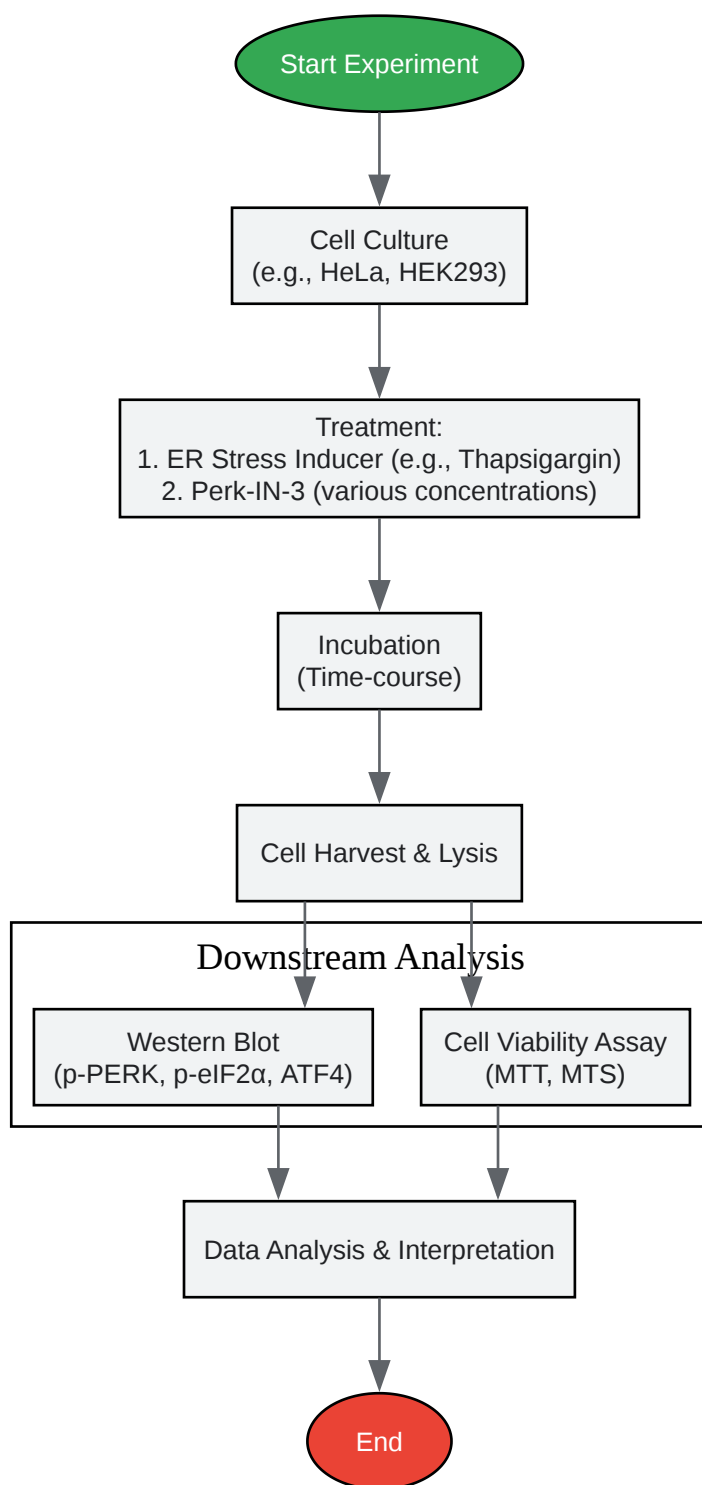 Start Experiment
Cell Culture
(e.g., HeLa, HEK293)
Treatment:
1. ER Stress Inducer (e.g., Thapsigargin)
2. Perk-IN-3 (various concentrations)
Incubation
(Time-course)
Cell Harvest & Lysis
Downstream Analysis
Western Blot
(p-PERK, p-eIF2α, ATF4)
Cell Viability Assay
(MTT, MTS)
Data Analysis & Interpretation
End